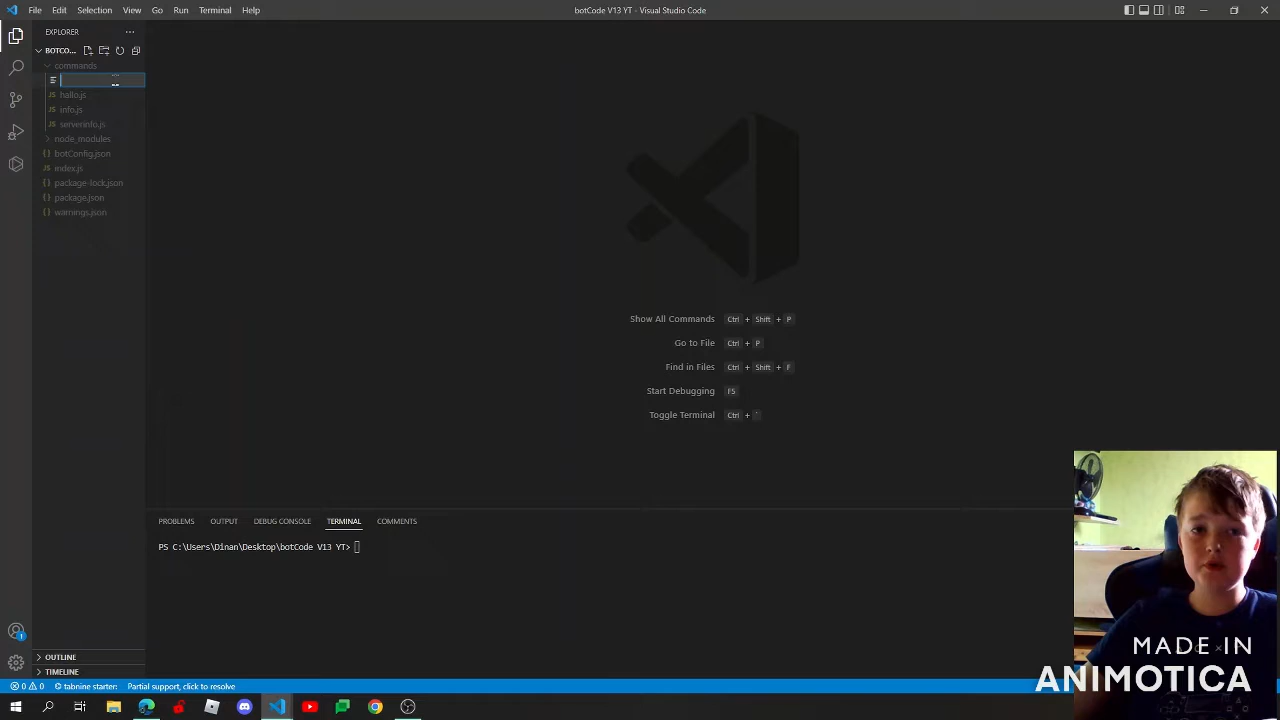 File Edit Selection View Go Run Terminal Help
botCode V13 YT - Visual Studio Code
EXPLORER
BOTCO...
commands
hallo.js
info.js
serverinfo.js
node_modules
botConfig.json
index.js
package-lock.json
package.json
warnings.json
Show All Commands Ctrl + Shift + P
Go to File Ctrl + P
Find in Files Ctrl + Shift + F
Start Debugging F5
Toggle Terminal Ctrl + `
PROBLEMS OUTPUT DEBUG CONSOLE TERMINAL COMMENTS
PS C:\Users\Dinan\Desktop\botCode V13 YT>
OUTLINE
TIMELINE
0 0 tabnine starter: Partial support, click to resolve
MADE IN
ANIMOTICA